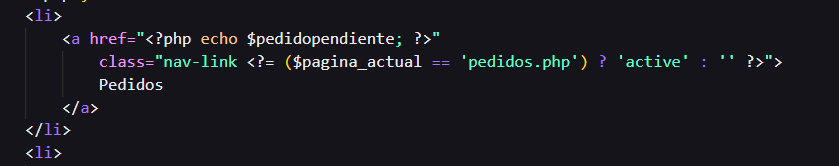 <li>
<a href="<?php echo $pedidopendiente; ?>"
class="nav-link <?= ($pagina_actual == 'pedidos.php') ? 'active' : '' ?>">
Pedidos
</a>
</li>
<li>